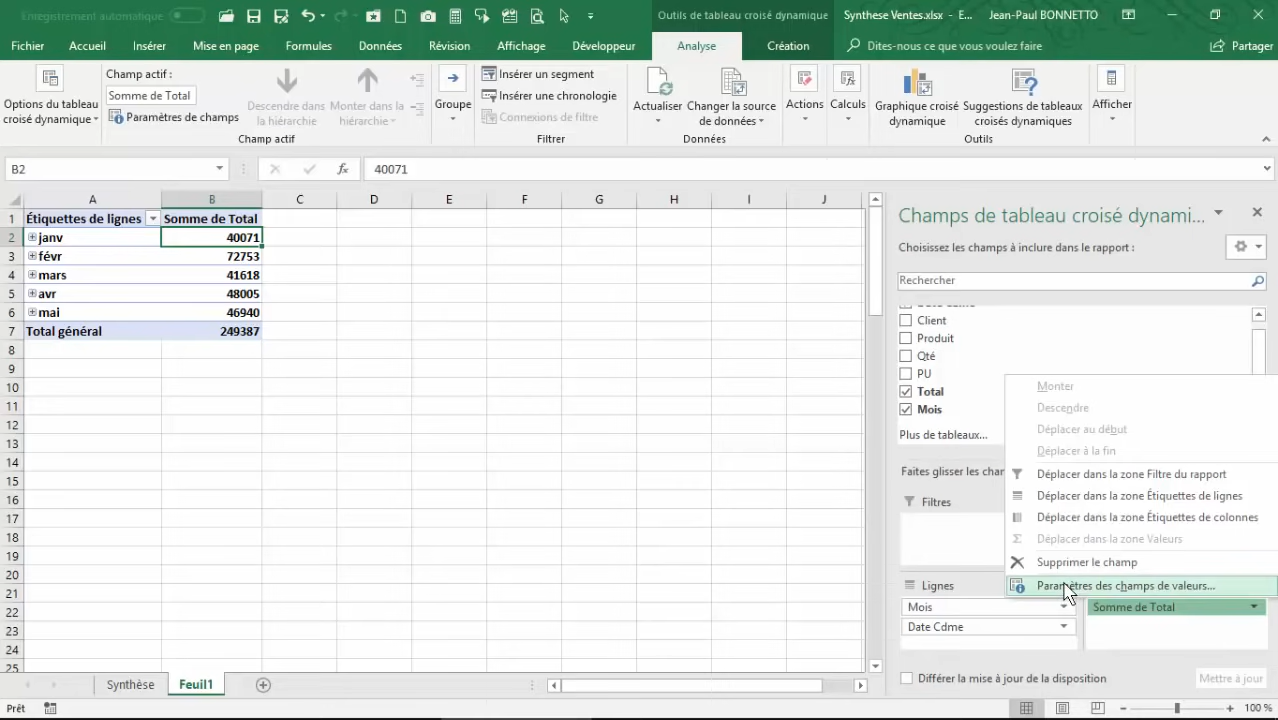 Enregistrement automatique
Outils de tableau croisé dynamique
Synthese Ventes.xlsx - E...
Jean-Paul BONNETTO
Fichier Accueil Insérer Mise en page Formules Données Révision Affichage Développeur Analyse Création Dites-nous ce que vous voulez faire Partager
Options du tableau
croisé dynamique
Champ actif :
Somme de Total
Paramètres de champs
Descendre dans
la hiérarchie
Monter dans la
hiérarchie
Champ actif
Groupe
Insérer un segment
Insérer une chronologie
Connexions de filtre
Filtrer
Actualiser
Changer la source
de données
Données
Actions
Calculs
Graphique croisé
dynamique
Suggestions de tableaux
croisés dynamiques
Outils
Afficher
B2 fx 40071
A B C D E F G H I J
1 Étiquettes de lignes Somme de Total
2 janv 40071
3 févr 72753
4 mars 41618
5 avr 48005
6 mai 46940
7 Total général 249387
8
9
10
11
12
13
14
15
16
17
18
19
20
21
22
23
24
25
Champs de tableau croisé dynami...
Choisissez les champs à inclure dans le rapport :
Rechercher
Client
Produit
Qté
PU
Total
Mois
Plus de tableaux...
Faites glisser les cha
Filtres
Lignes
Mois
Date Cdme
Somme de Total
Monter
Descendre
Déplacer au début
Déplacer à la fin
Déplacer dans la zone Filtre du rapport
Déplacer dans la zone Étiquettes de lignes
Déplacer dans la zone Étiquettes de colonnes
Déplacer dans la zone Valeurs
Supprimer le champ
Paramètres des champs de valeurs...
Différer la mise à jour de la disposition
Mettre à jour
Synthèse Feuil1
Prêt
100 %